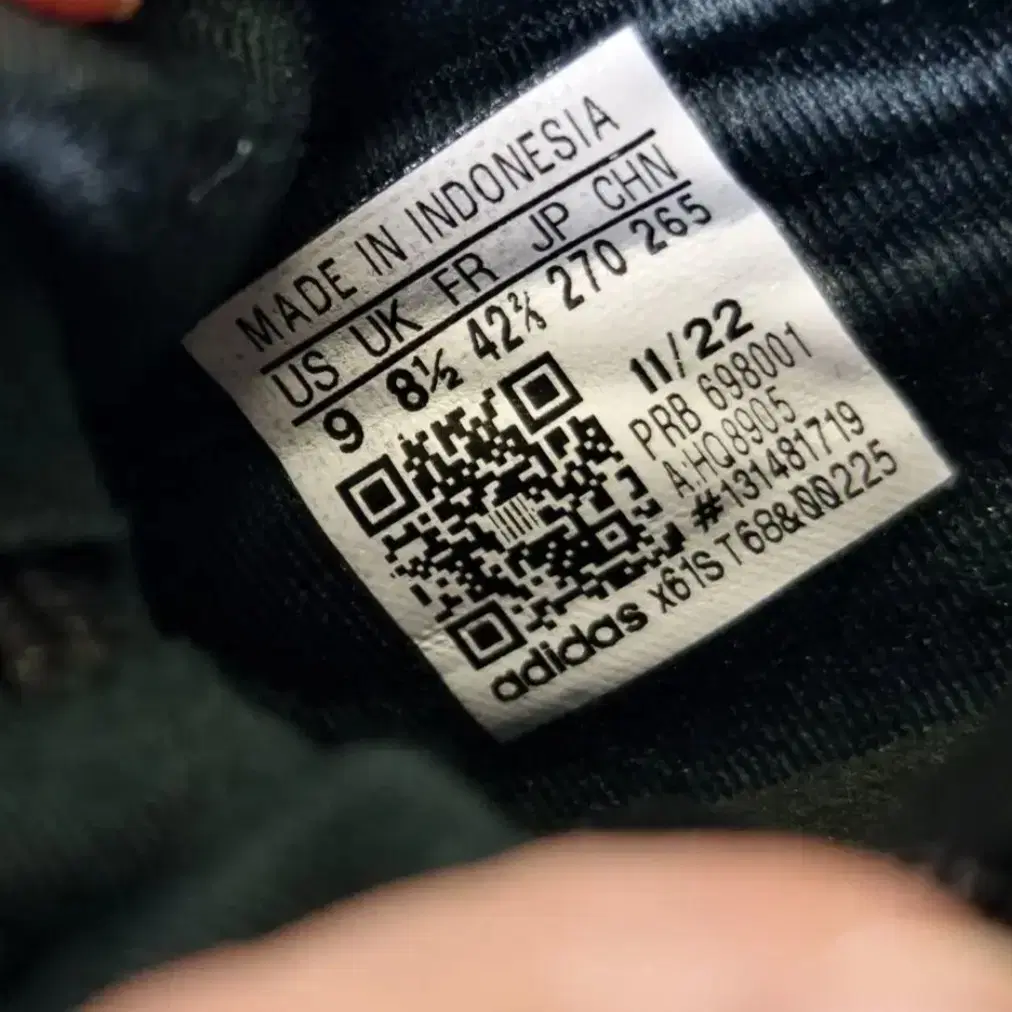 MADE IN INDONESIA
US UK FR JP CHN
9 8½ 42⅔ 270 265
11/22
PRB 698001
A:HQ8905
#131481719
adidas x61S T68&00225